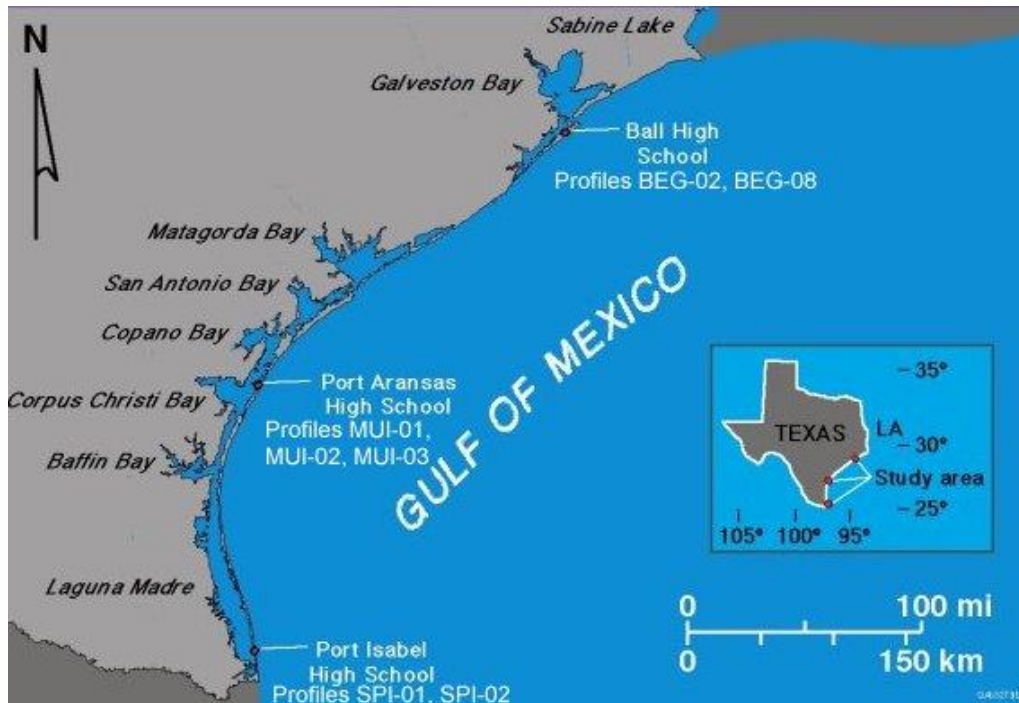 N
Sabine Lake
Galveston Bay
Ball High
School
Profiles BEG-02, BEG-08
Matagorda Bay
San Antonio Bay
Copano Bay
GULF OF MEXICO
Port Aransas
High School
Profiles MUI-01,
MUI-02, MUI-03
Corpus Christi Bay
Baffin Bay
35°
TEXAS
LA
30°
Study area
25°
105° 100° 95°
Laguna Madre
0 100 mi
0 150 km
Port Isabel
High School
Profiles SPI-01, SPI-02